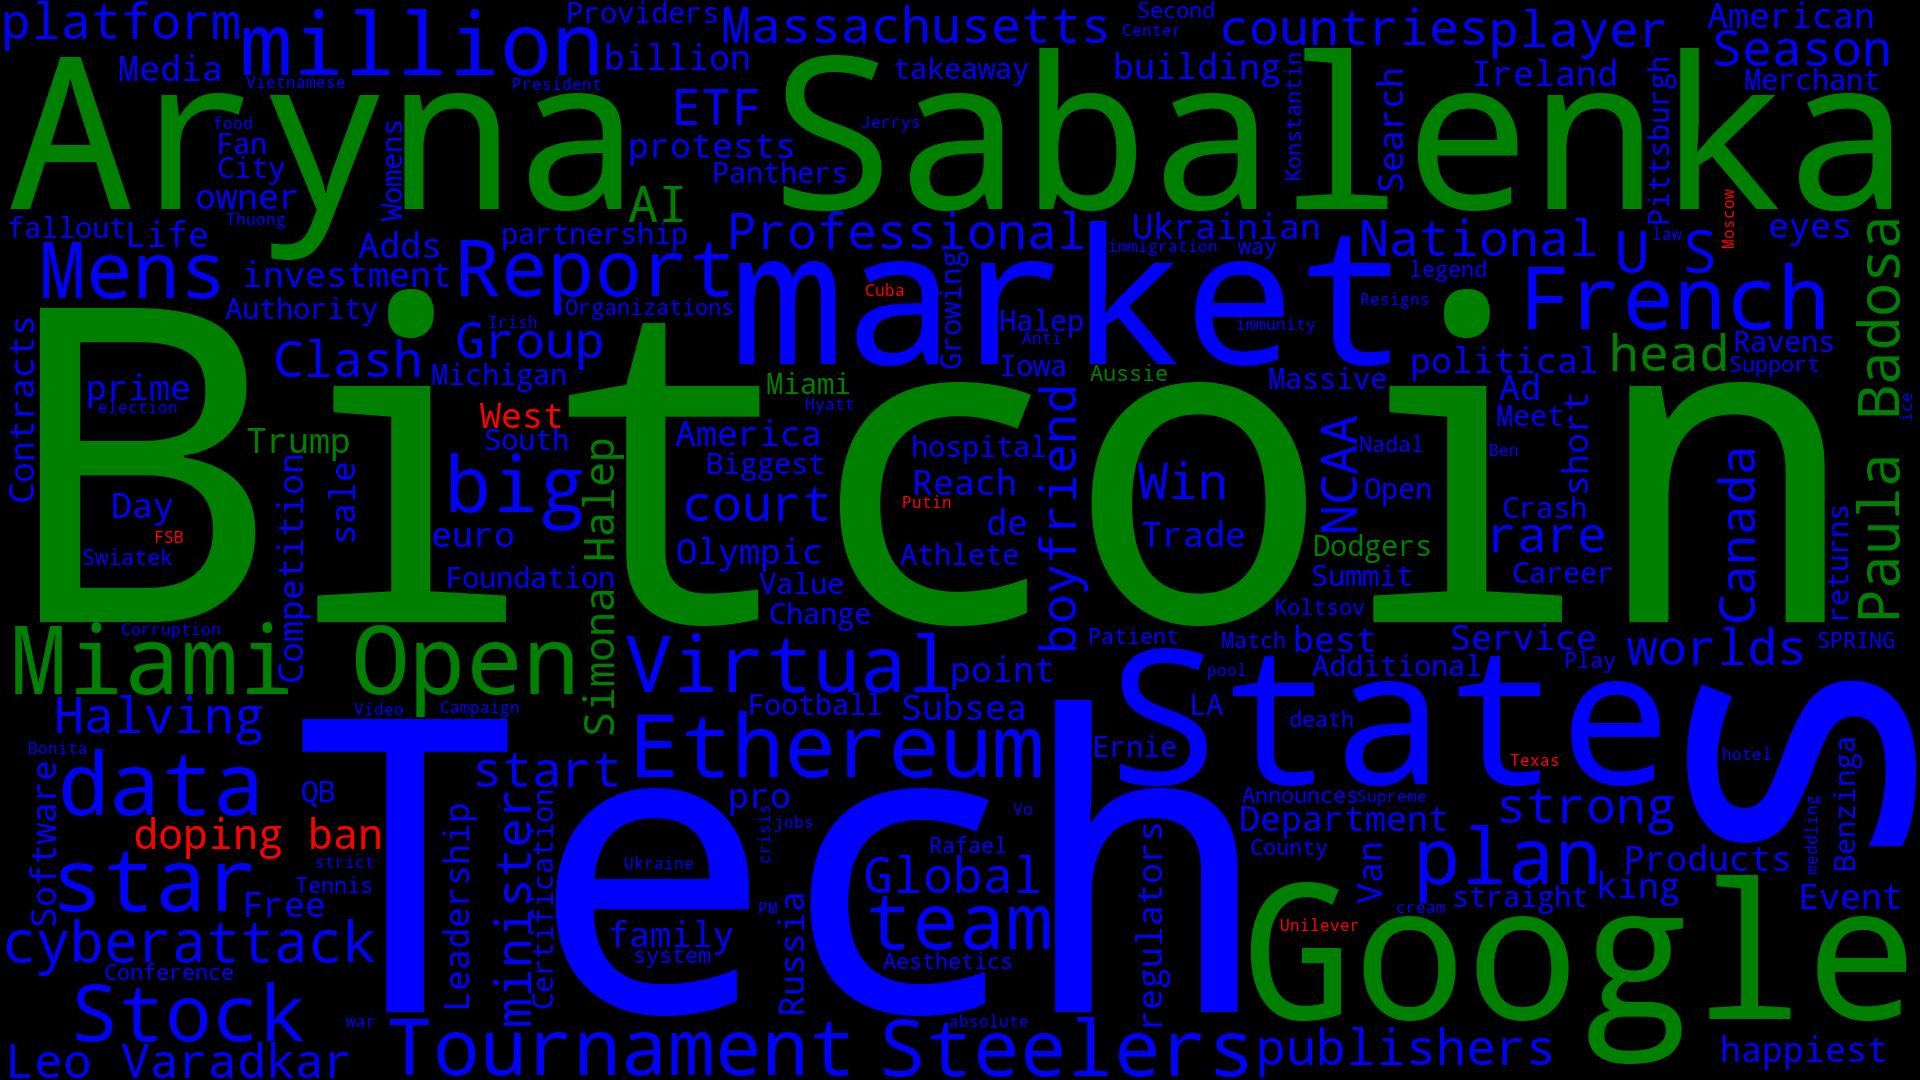 platform
million
Providers
Massachusetts
Second
Center
countries
player
American
Season
Media
Vietnamese
President
billion
takeaway
building
Konstantin
Search
Ireland
Pittsburgh
Merchant
Aryna Sabalenka
food
Fan
City
owner
Thuong
Womens
ETF
protests
Panthers
Jerrys
AI
Moscow
fallout
Life
Mens
Adds
investment
Authority
Report
partnership
Organizations
Professional
market
Growing
Ukrainian
immigration
way
National
legend
Resigns
immunity
U S
law
eyes
French
Paula Badosa
Cuba
Contracts
Clash
Irish
Group
Michigan
Halep
Anti
Iowa
Aussie
Massive
political
head
Ravens
Support
Bitcoin
prime
election
Trump
West
South
Miami
Hyatt
America
Biggest
hospital
boyfriend
Ad
Meet
short
ice
Day
FSB
Swiatek
Competition
sale
big
euro
Foundation
Simona Halep
court
Olympic
Value
Change
Reach
Putin
de
Athlete
Win
Trade
NCAA
Nadal
Open
Ben
Dodgers
Summit
Koltsov
Crash
rare
Career
Canada
returns
Corruption
Miami Open
Virtual
point
Patient
Match
best
Service
Additional
Play
worlds
SPRING
pool
Halving
Video
Campaign
Football
Subsea
State
LA
death
Texas
S
hotel
Bonita
data
Software
QB
start
Ethereum
Ernie
Tech
doping ban
star
strict
Tennis
Free
Leadership
minister
Certification
pro
crisis
jobs
Vo
Rafael
Ukraine
Global
Announces
Supreme
Department
County
strong
plan
Van
Products
meddling
Benzinga
king
straight
cream
Event
cyberattack
Conference
family
system
PM
Russia
team
Aesthetics
regulators
Unilever
Google
Stock
war
absolute
Leo Varadkar
Tournament
Steelers
publishers
happiest